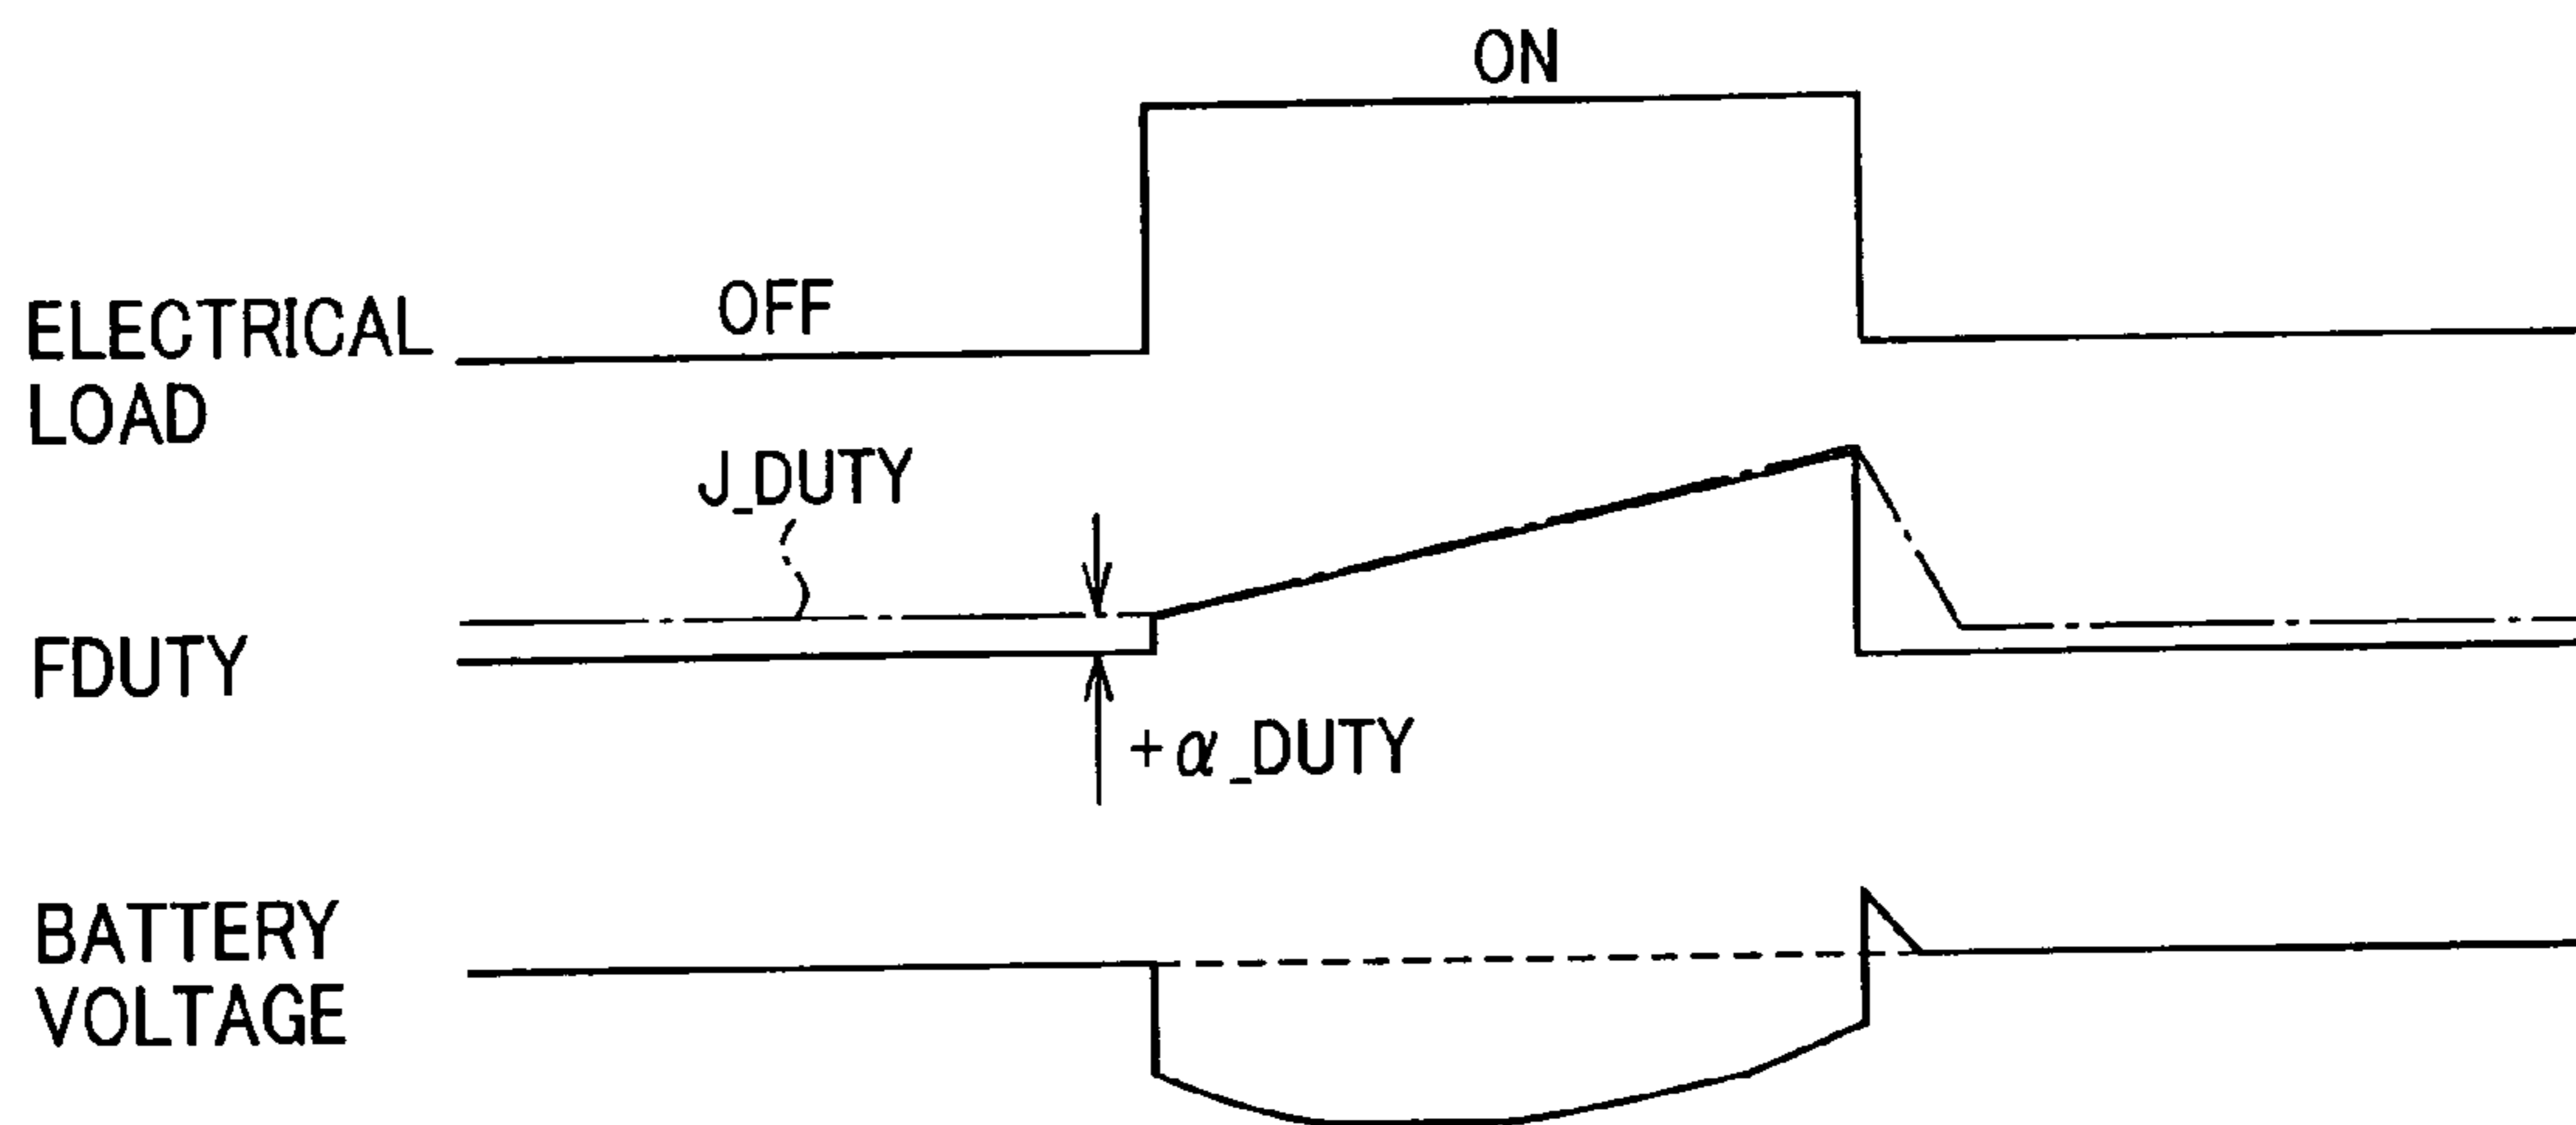 ON
OFF
ELECTRICAL
LOAD
J_DUTY
FDUTY
+α_DUTY
BATTERY
VOLTAGE